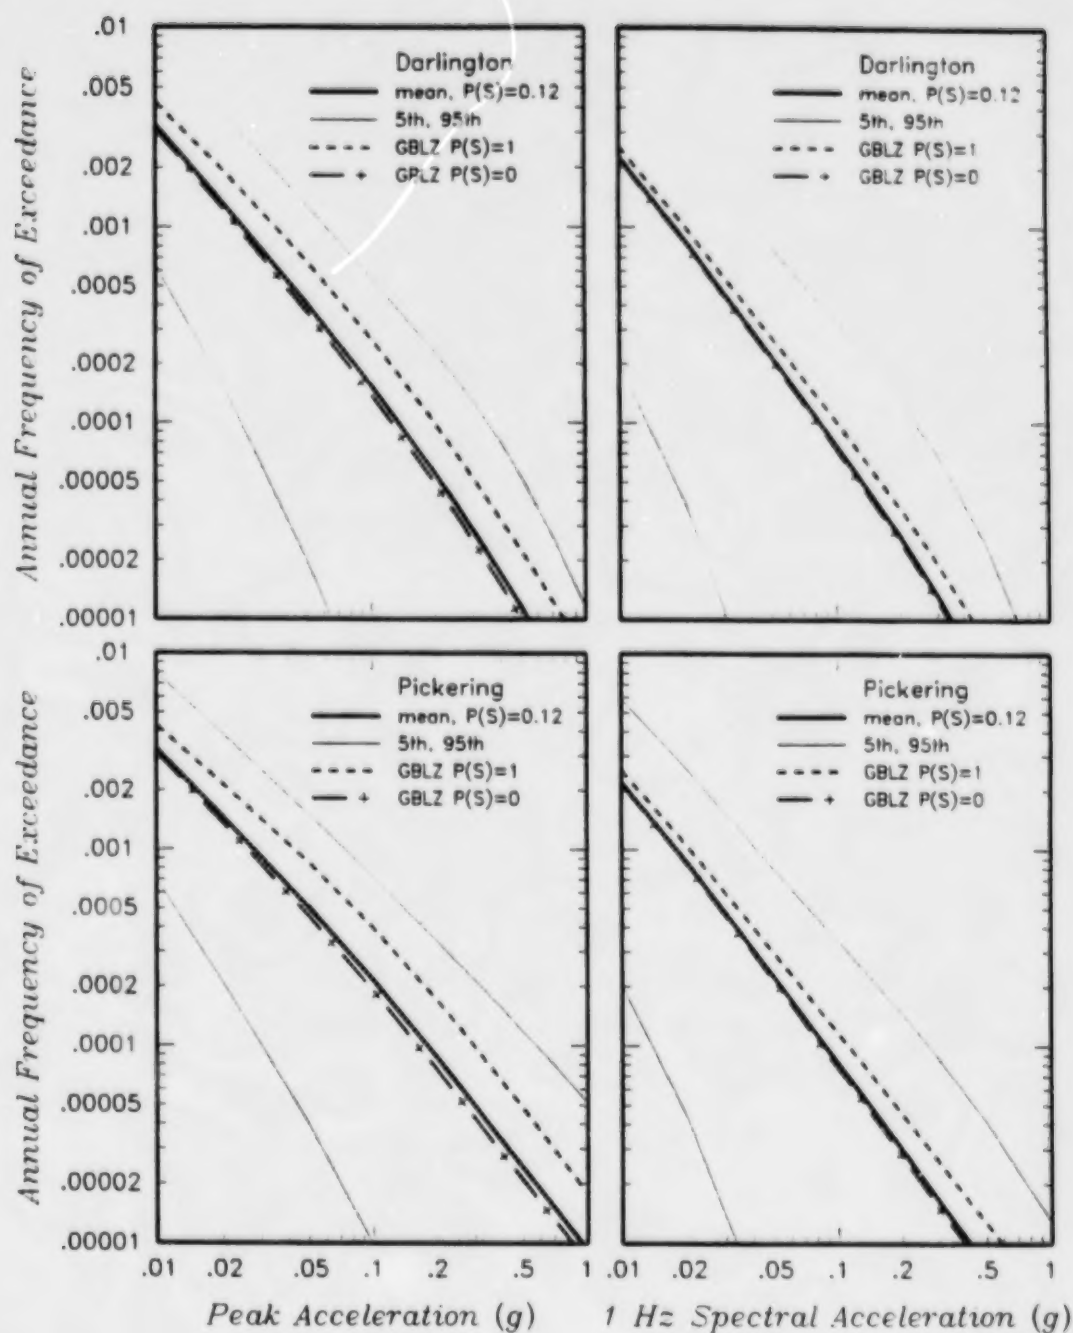 Darlington
mean, P(S)=0.12
5th, 95th
GBLZ P(S)=1
GBLZ P(S)=0
.01
.005
.002
.001
.0005
.0002
.0001
.00005
.00002
.00001
Annual Frequency of Exceedance
Darlington
mean, P(S)=0.12
5th, 95th
GBLZ P(S)=1
GBLZ P(S)=0
Pickering
mean, P(S)=0.12
5th, 95th
GBLZ P(S)=1
GBLZ P(S)=0
.01
.005
.002
.001
.0005
.0002
.0001
.00005
.00002
.00001
Annual Frequency of Exceedance
.01 .02 .05 .1 .2 .5 1
Peak Acceleration (g)
Pickering
mean, P(S)=0.12
5th, 95th
GBLZ P(S)=1
GBLZ P(S)=0
.01 .02 .05 .1 .2 .5 1
1 Hz Spectral Acceleration (g)